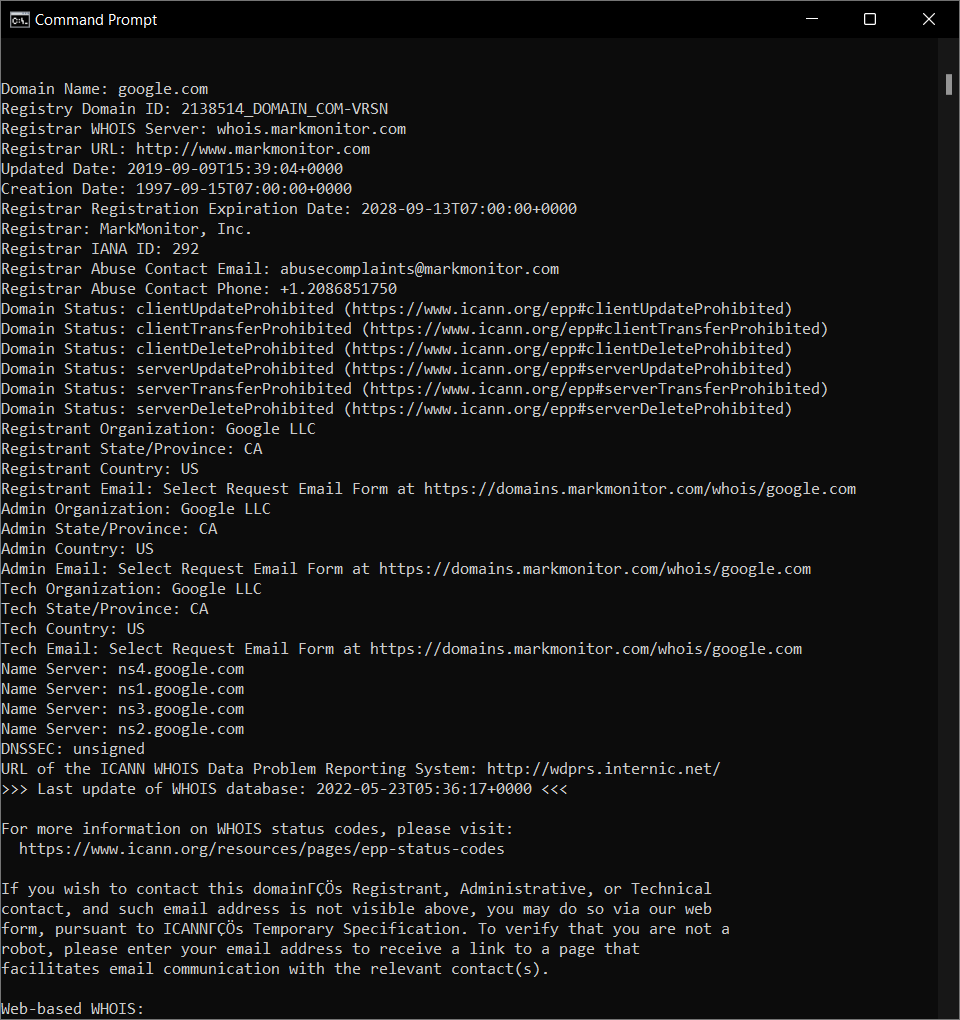 Command Prompt
Domain Name: google.com
Registry Domain ID: 2138514_DOMAIN_COM-VRSN
Registrar WHOIS Server: whois.markmonitor.com
Registrar URL: http://www.markmonitor.com
Updated Date: 2019-09-09T15:39:04+0000
Creation Date: 1997-09-15T07:00:00+0000
Registrar Registration Expiration Date: 2028-09-13T07:00:00+0000
Registrar: MarkMonitor, Inc.
Registrar IANA ID: 292
Registrar Abuse Contact Email: abusecomplaints@markmonitor.com
Registrar Abuse Contact Phone: +1.2086851750
Domain Status: clientUpdateProhibited (https://www.icann.org/epp#clientUpdateProhibited)
Domain Status: clientTransferProhibited (https://www.icann.org/epp#clientTransferProhibited)
Domain Status: clientDeleteProhibited (https://www.icann.org/epp#clientDeleteProhibited)
Domain Status: serverUpdateProhibited (https://www.icann.org/epp#serverUpdateProhibited)
Domain Status: serverTransferProhibited (https://www.icann.org/epp#serverTransferProhibited)
Domain Status: serverDeleteProhibited (https://www.icann.org/epp#serverDeleteProhibited)
Registrant Organization: Google LLC
Registrant State/Province: CA
Registrant Country: US
Registrant Email: Select Request Email Form at https://domains.markmonitor.com/whois/google.com
Admin Organization: Google LLC
Admin State/Province: CA
Admin Country: US
Admin Email: Select Request Email Form at https://domains.markmonitor.com/whois/google.com
Tech Organization: Google LLC
Tech State/Province: CA
Tech Country: US
Tech Email: Select Request Email Form at https://domains.markmonitor.com/whois/google.com
Name Server: ns4.google.com
Name Server: ns1.google.com
Name Server: ns3.google.com
Name Server: ns2.google.com
DNSSEC: unsigned
URL of the ICANN WHOIS Data Problem Reporting System: http://wdprs.internic.net/
>>> Last update of WHOIS database: 2022-05-23T05:36:17+0000 <<<
For more information on WHOIS status codes, please visit:
https://www.icann.org/resources/pages/epp-status-codes
If you wish to contact this domainΓÇÖs Registrant, Administrative, or Technical
contact, and such email address is not visible above, you may do so via our web
form, pursuant to ICANNΓÇÖs Temporary Specification. To verify that you are not a
robot, please enter your email address to receive a link to a page that
facilitates email communication with the relevant contact(s).
Web-based WHOIS: